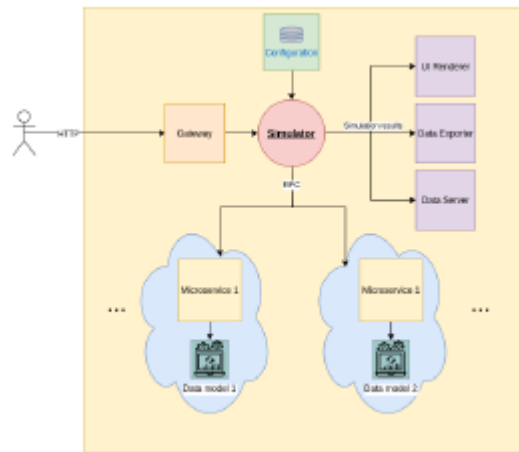 Configuration
UI Renderer
HTTP
Gateway
Simulator
Simulation results
Data Exporter
RPC
Data Server
Microservice 1
Microservice 1
...
...
Data model 1
Data model 2